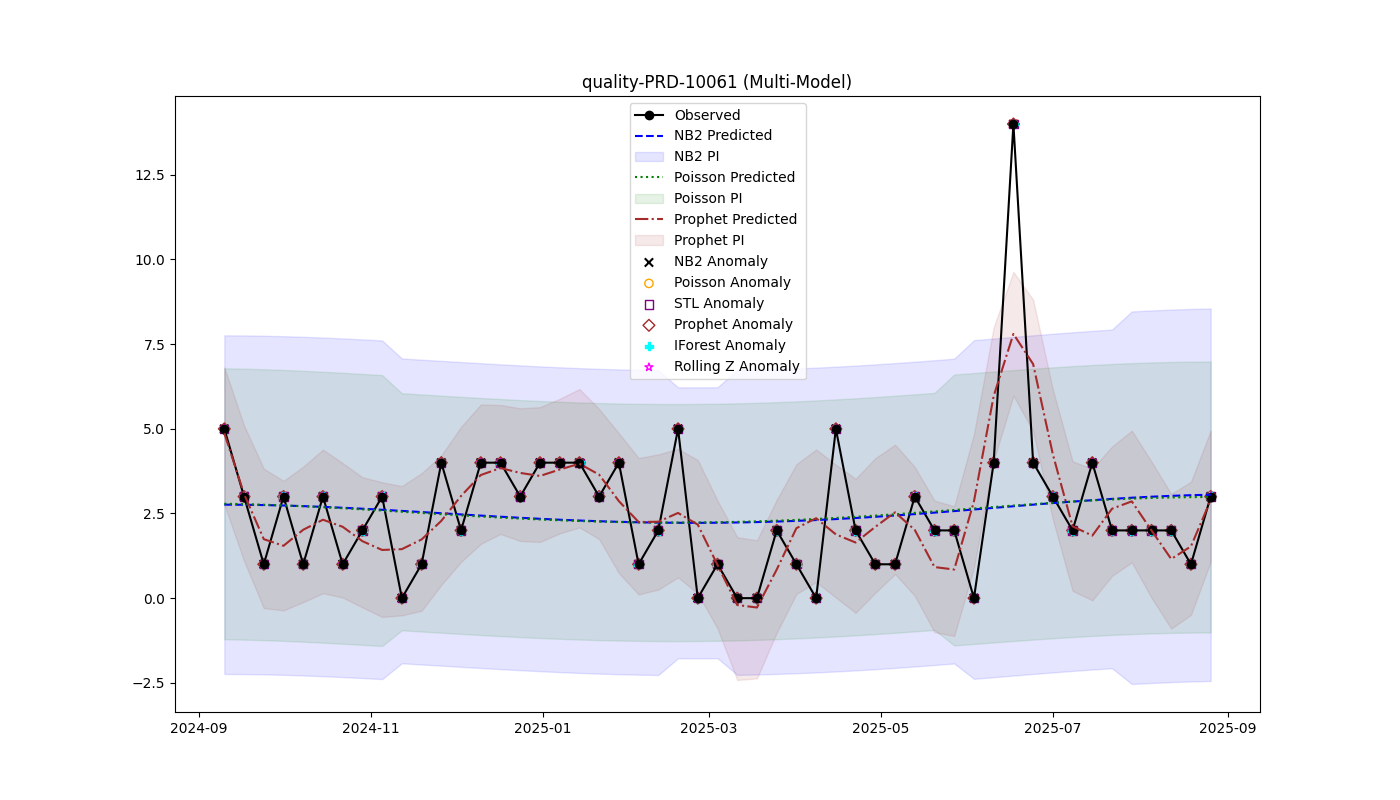 quality-PRD-10061 (Multi-Model)
Observed
NB2 Predicted
NB2 PI
Poisson Predicted
Poisson PI
Prophet Predicted
Prophet PI
NB2 Anomaly
Poisson Anomaly
STL Anomaly
Prophet Anomaly
IForest Anomaly
Rolling Z Anomaly
12.5
10.0
7.5
5.0
2.5
0.0
−2.5
2024-09 2024-11 2025-01 2025-03 2025-05 2025-07 2025-09